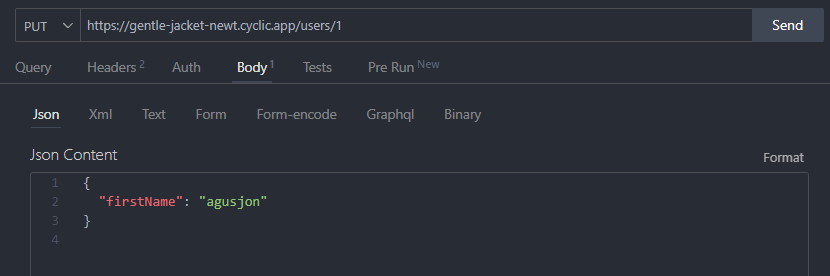 PUT https://gentle-jacket-newt.cyclic.app/users/1 Send
Query Headers 2 Auth Body 1 Tests Pre Run New
Json Xml Text Form Form-encode Graphql Binary
Json Content Format
1 {
2 "firstName": "agusjon"
3 }
4